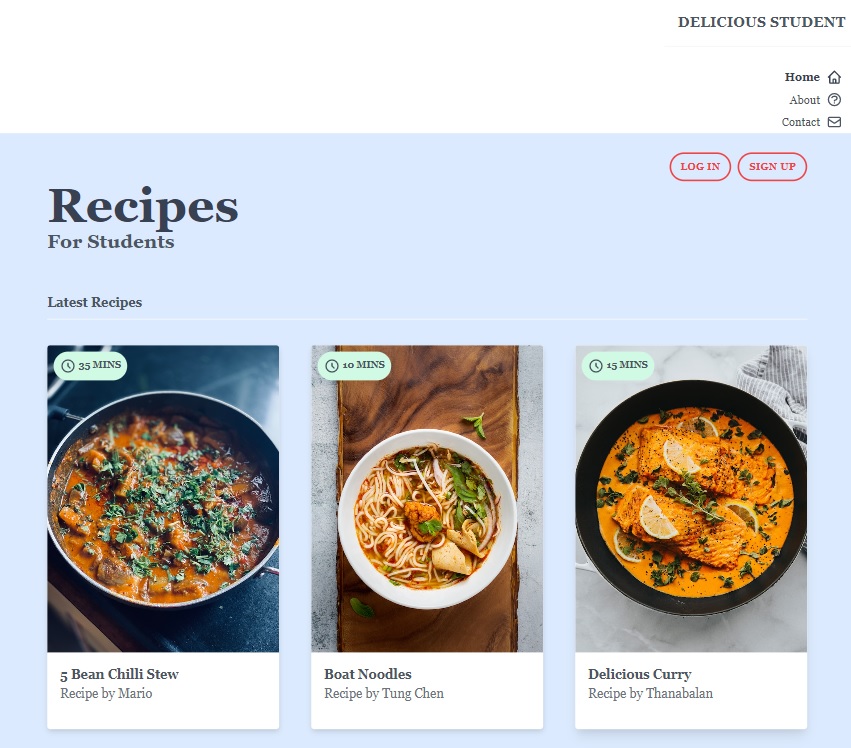 DELICIOUS STUDENT
Home
About
Contact
LOG IN
SIGN UP
Recipes
For Students
Latest Recipes
35 MINS
10 MINS
15 MINS
5 Bean Chilli Stew
Recipe by Mario
Boat Noodles
Recipe by Tung Chen
Delicious Curry
Recipe by Thanabalan